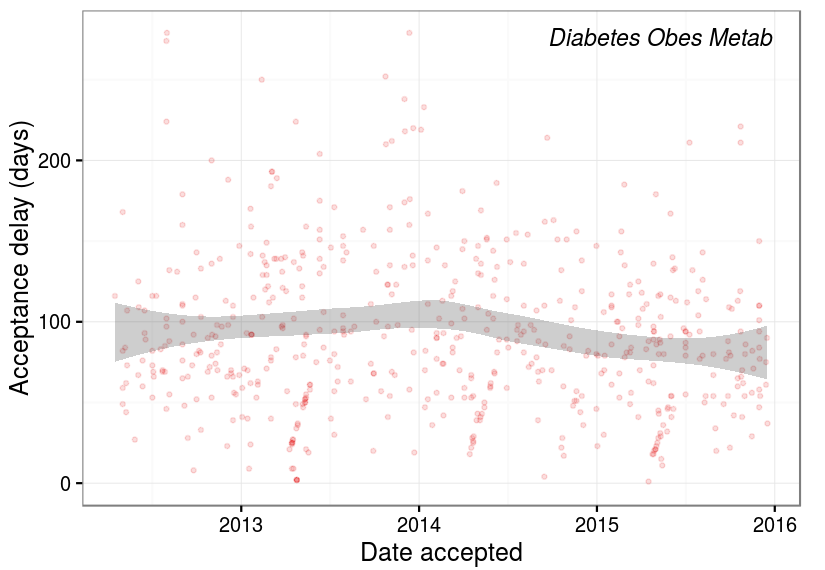 Diabetes Obes Metab
Acceptance delay (days)
200
100
0
2013 2014 2015 2016
Date accepted